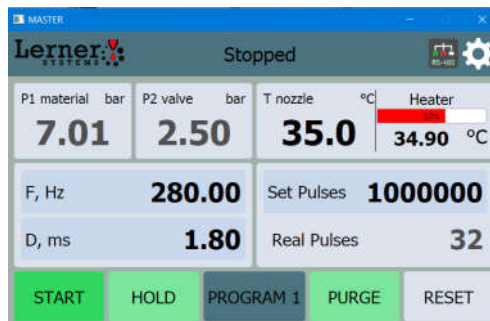 MASTER
Lerner
SYSTEMS
Stopped
RS-485
P1 material bar
7.01
P2 valve bar
2.50
T nozzle °C
35.0
Heater
34.90 °C
F, Hz 280.00
D, ms 1.80
Set Pulses 1000000
Real Pulses 32
START HOLD PROGRAM 1 PURGE RESET